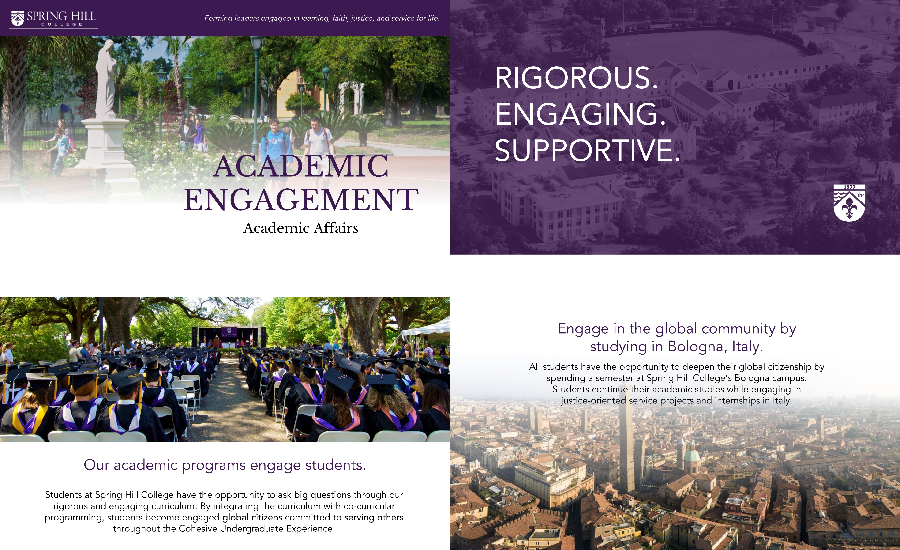 SPRING HILL
COLLEGE
Forming leaders engaged in learning, faith, justice, and service for life.
ACADEMIC
ENGAGEMENT
Academic Affairs
RIGOROUS.
ENGAGING.
SUPPORTIVE.
Our academic programs engage students.
Students at Spring Hill College have the opportunity to ask big questions through our
rigorous and engaging curriculum. By integrating the curriculum with co-curricular
programming, students become engaged global citizens committed to serving others
throughout the Cohesive Undergraduate Experience.
Engage in the global community by
studying in Bologna, Italy.
All students have the opportunity to deepen their global citizenship by
spending a semester at Spring Hill College's Bologna campus.
Students continue their academic studies while engaging in
justice-oriented service projects and internships in Italy.